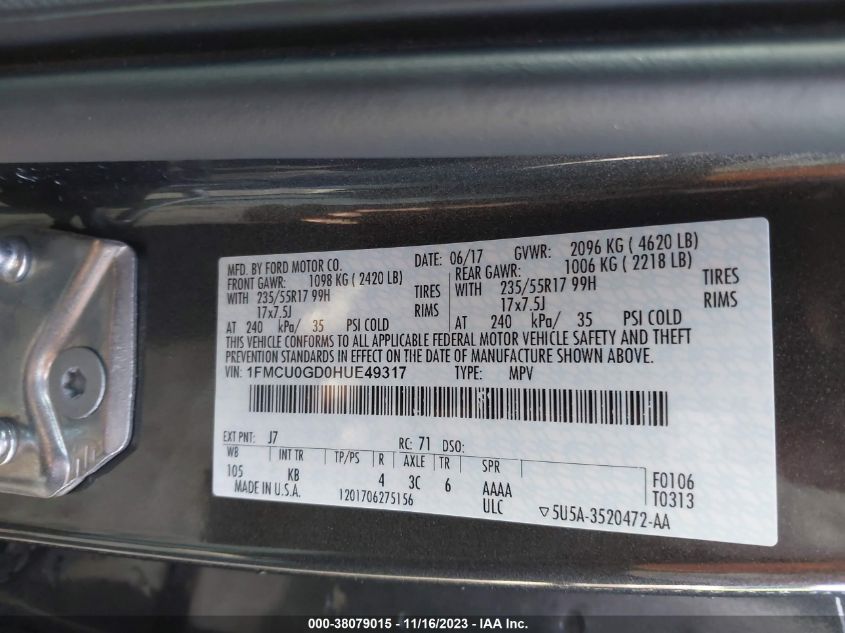 MFD. BY FORD MOTOR CO.
DATE: 06/17 GVWR: 2096 KG ( 4620 LB)
FRONT GAWR: 1098 KG ( 2420 LB)
REAR GAWR: 1006 KG ( 2218 LB)
WITH 235/55R17 99H TIRES
WITH 235/55R17 99H TIRES
17x7.5J RIMS
17x7.5J RIMS
AT 240 kPa/ 35 PSI COLD
AT 240 kPa/ 35 PSI COLD
THIS VEHICLE CONFORMS TO ALL APPLICABLE FEDERAL MOTOR VEHICLE SAFETY AND THEFT
PREVENTION STANDARDS IN EFFECT ON THE DATE OF MANUFACTURE SHOWN ABOVE.
VIN: 1FMCU0GD0HUE49317 TYPE: MPV
EXT PNT: J7 RC: 71 DSO:
WB INT TR TP/PS R AXLE TR SPR
105 KB 4 3C 6 AAAA F0106
MADE IN U.S.A. 1201706275156 ULC T0313
▽5U5A-3520472-AA
000-38079015 - 11/16/2023 - IAA Inc.